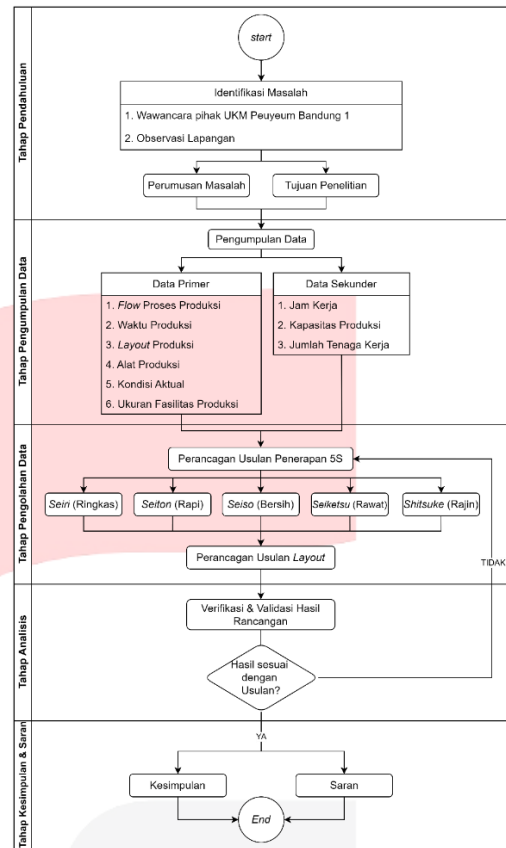 Tahap Pendahuluan
start
Identifikasi Masalah
1. Wawancara pihak UKM Peuyeum Bandung 1
2. Observasi Lapangan
Perumusan Masalah
Tujuan Penelitian
Tahap Pengumpulan Data
Pengumpulan Data
Data Primer
1. Flow Proses Produksi
2. Waktu Produksi
3. Layout Produksi
4. Alat Produksi
5. Kondisi Aktual
6. Ukuran Fasilitas Produksi
Data Sekunder
1. Jam Kerja
2. Kapasitas Produksi
3. Jumlah Tenaga Kerja
Tahap Pengolahan Data
Perancagan Usulan Penerapan 5S
Seiri (Ringkas)
Seiton (Rapi)
Seiso (Bersih)
Seiketsu (Rawat)
Shitsuke (Rajin)
Perancagan Usulan Layout
TIDAK
Tahap Analisis
Verifikasi & Validasi Hasil
Rancangan
Hasil sesuai
dengan
Usulan?
YA
Tahap Kesimpulan & Saran
Kesimpulan
Saran
End